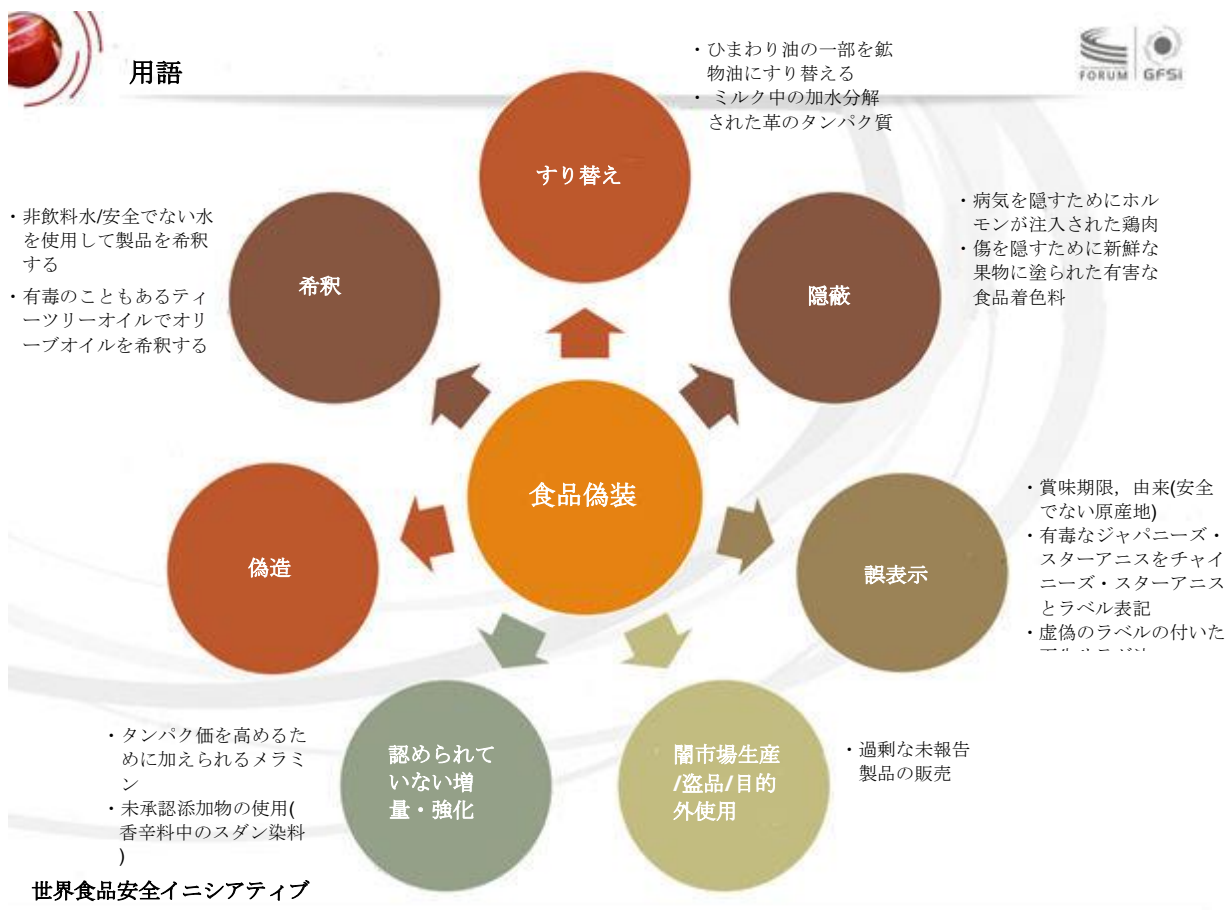 用語
FORUM
GFSi
・ひまわり油の一部を鉱
物油にすり替える
・ ミルク中の加水分解
された革のタンパク質
すり替え
・病気を隠すためにホル
モンが注入された鶏肉
・傷を隠すために新鮮な
果物に塗られた有害な
食品着色料
隠蔽
・非飲料水/安全でない水
を使用して製品を希釈
する
・有毒のこともあるティ
ーツリーオイルでオリ
ーブオイルを希釈する
希釈
食品偽装
・賞味期限，由来(安全
でない原産地)
・有毒なジャパニーズ・
スターアニスをチャイ
ニーズ・スターアニス
とラベル表記
・虚偽のラベルの付いた
誤表示
偽造
・タンパク価を高めるた
めに加えられるメラミ
ン
・未承認添加物の使用(
香辛料中のスダン染料
)
認められて
いない増
量・強化
闇市場生産
/盗品/目的
外使用
・過剰な未報告
製品の販売
世界食品安全イニシアティブ